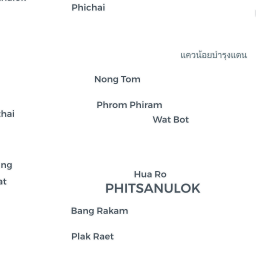 Phichai
แควน้อยบำรุงแดน
Nong Tom
Phrom Phiram
Wat Bot
Hua Ro
PHITSANULOK
Bang Rakam
Plak Raet